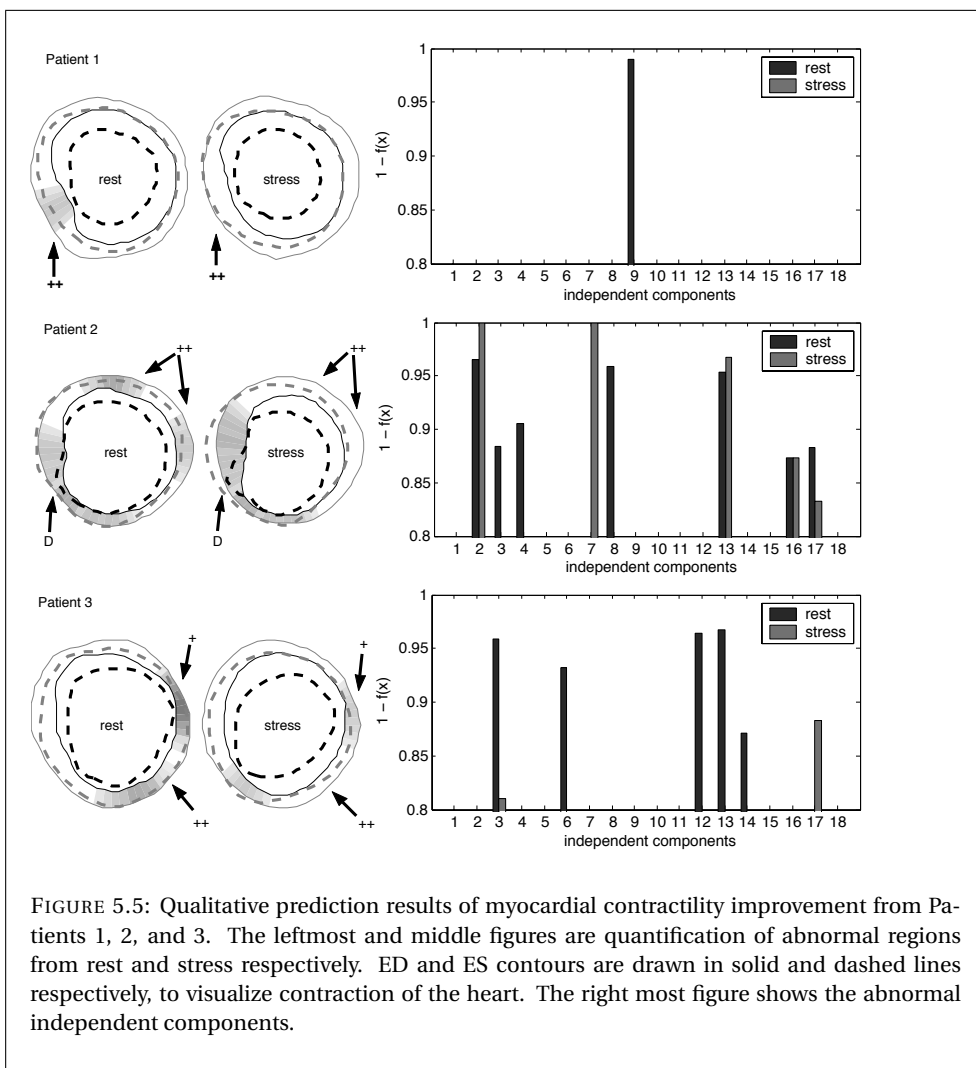 Patient 1
rest
stress
++
++
1
0.95
0.9
0.85
0.8
1 − f(x)
rest
stress
1 2 3 4 5 6 7 8 9 10 11 12 13 14 15 16 17 18
independent components
Patient 2
++
++
rest
stress
D
D
1
0.95
0.9
0.85
0.8
1 − f(x)
rest
stress
1 2 3 4 5 6 7 8 9 10 11 12 13 14 15 16 17 18
independent components
Patient 3
+
+
rest
stress
++
++
1
0.95
0.9
0.85
0.8
1 − f(x)
rest
stress
1 2 3 4 5 6 7 8 9 10 11 12 13 14 15 16 17 18
independent components
FIGURE 5.5: Qualitative prediction results of myocardial contractility improvement from Pa-
tients 1, 2, and 3. The leftmost and middle figures are quantification of abnormal regions
from rest and stress respectively. ED and ES contours are drawn in solid and dashed lines
respectively, to visualize contraction of the heart. The right most figure shows the abnormal
independent components.